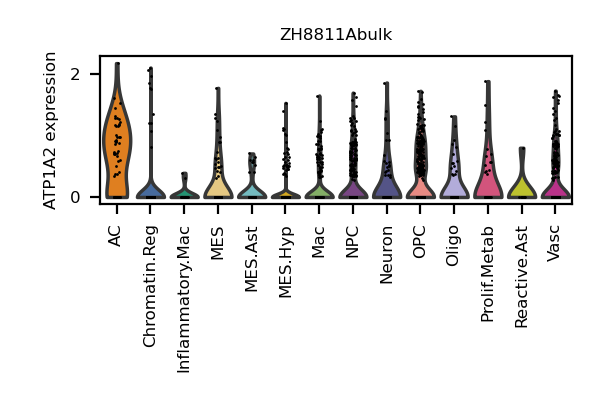 ZH8811Abulk
ATP1A2 expression
2
0
AC
Chromatin.Reg
Inflammatory.Mac
MES
MES.Ast
MES.Hyp
Mac
NPC
Neuron
OPC
Oligo
Prolif.Metab
Reactive.Ast
Vasc